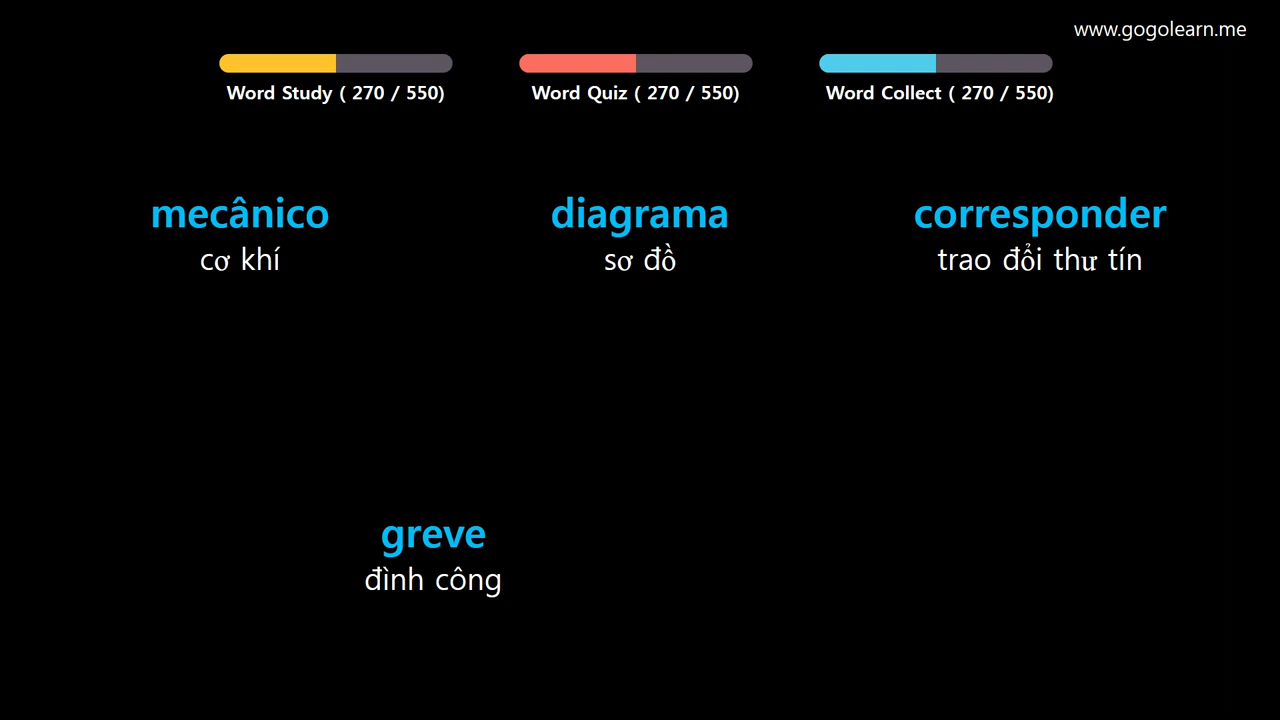 www.gogolearn.me
Word Study ( 270 / 550)
Word Quiz ( 270 / 550)
Word Collect ( 270 / 550)
mecânico
cơ khí
diagrama
sơ đồ
corresponder
trao đổi thư tín
greve
đình công